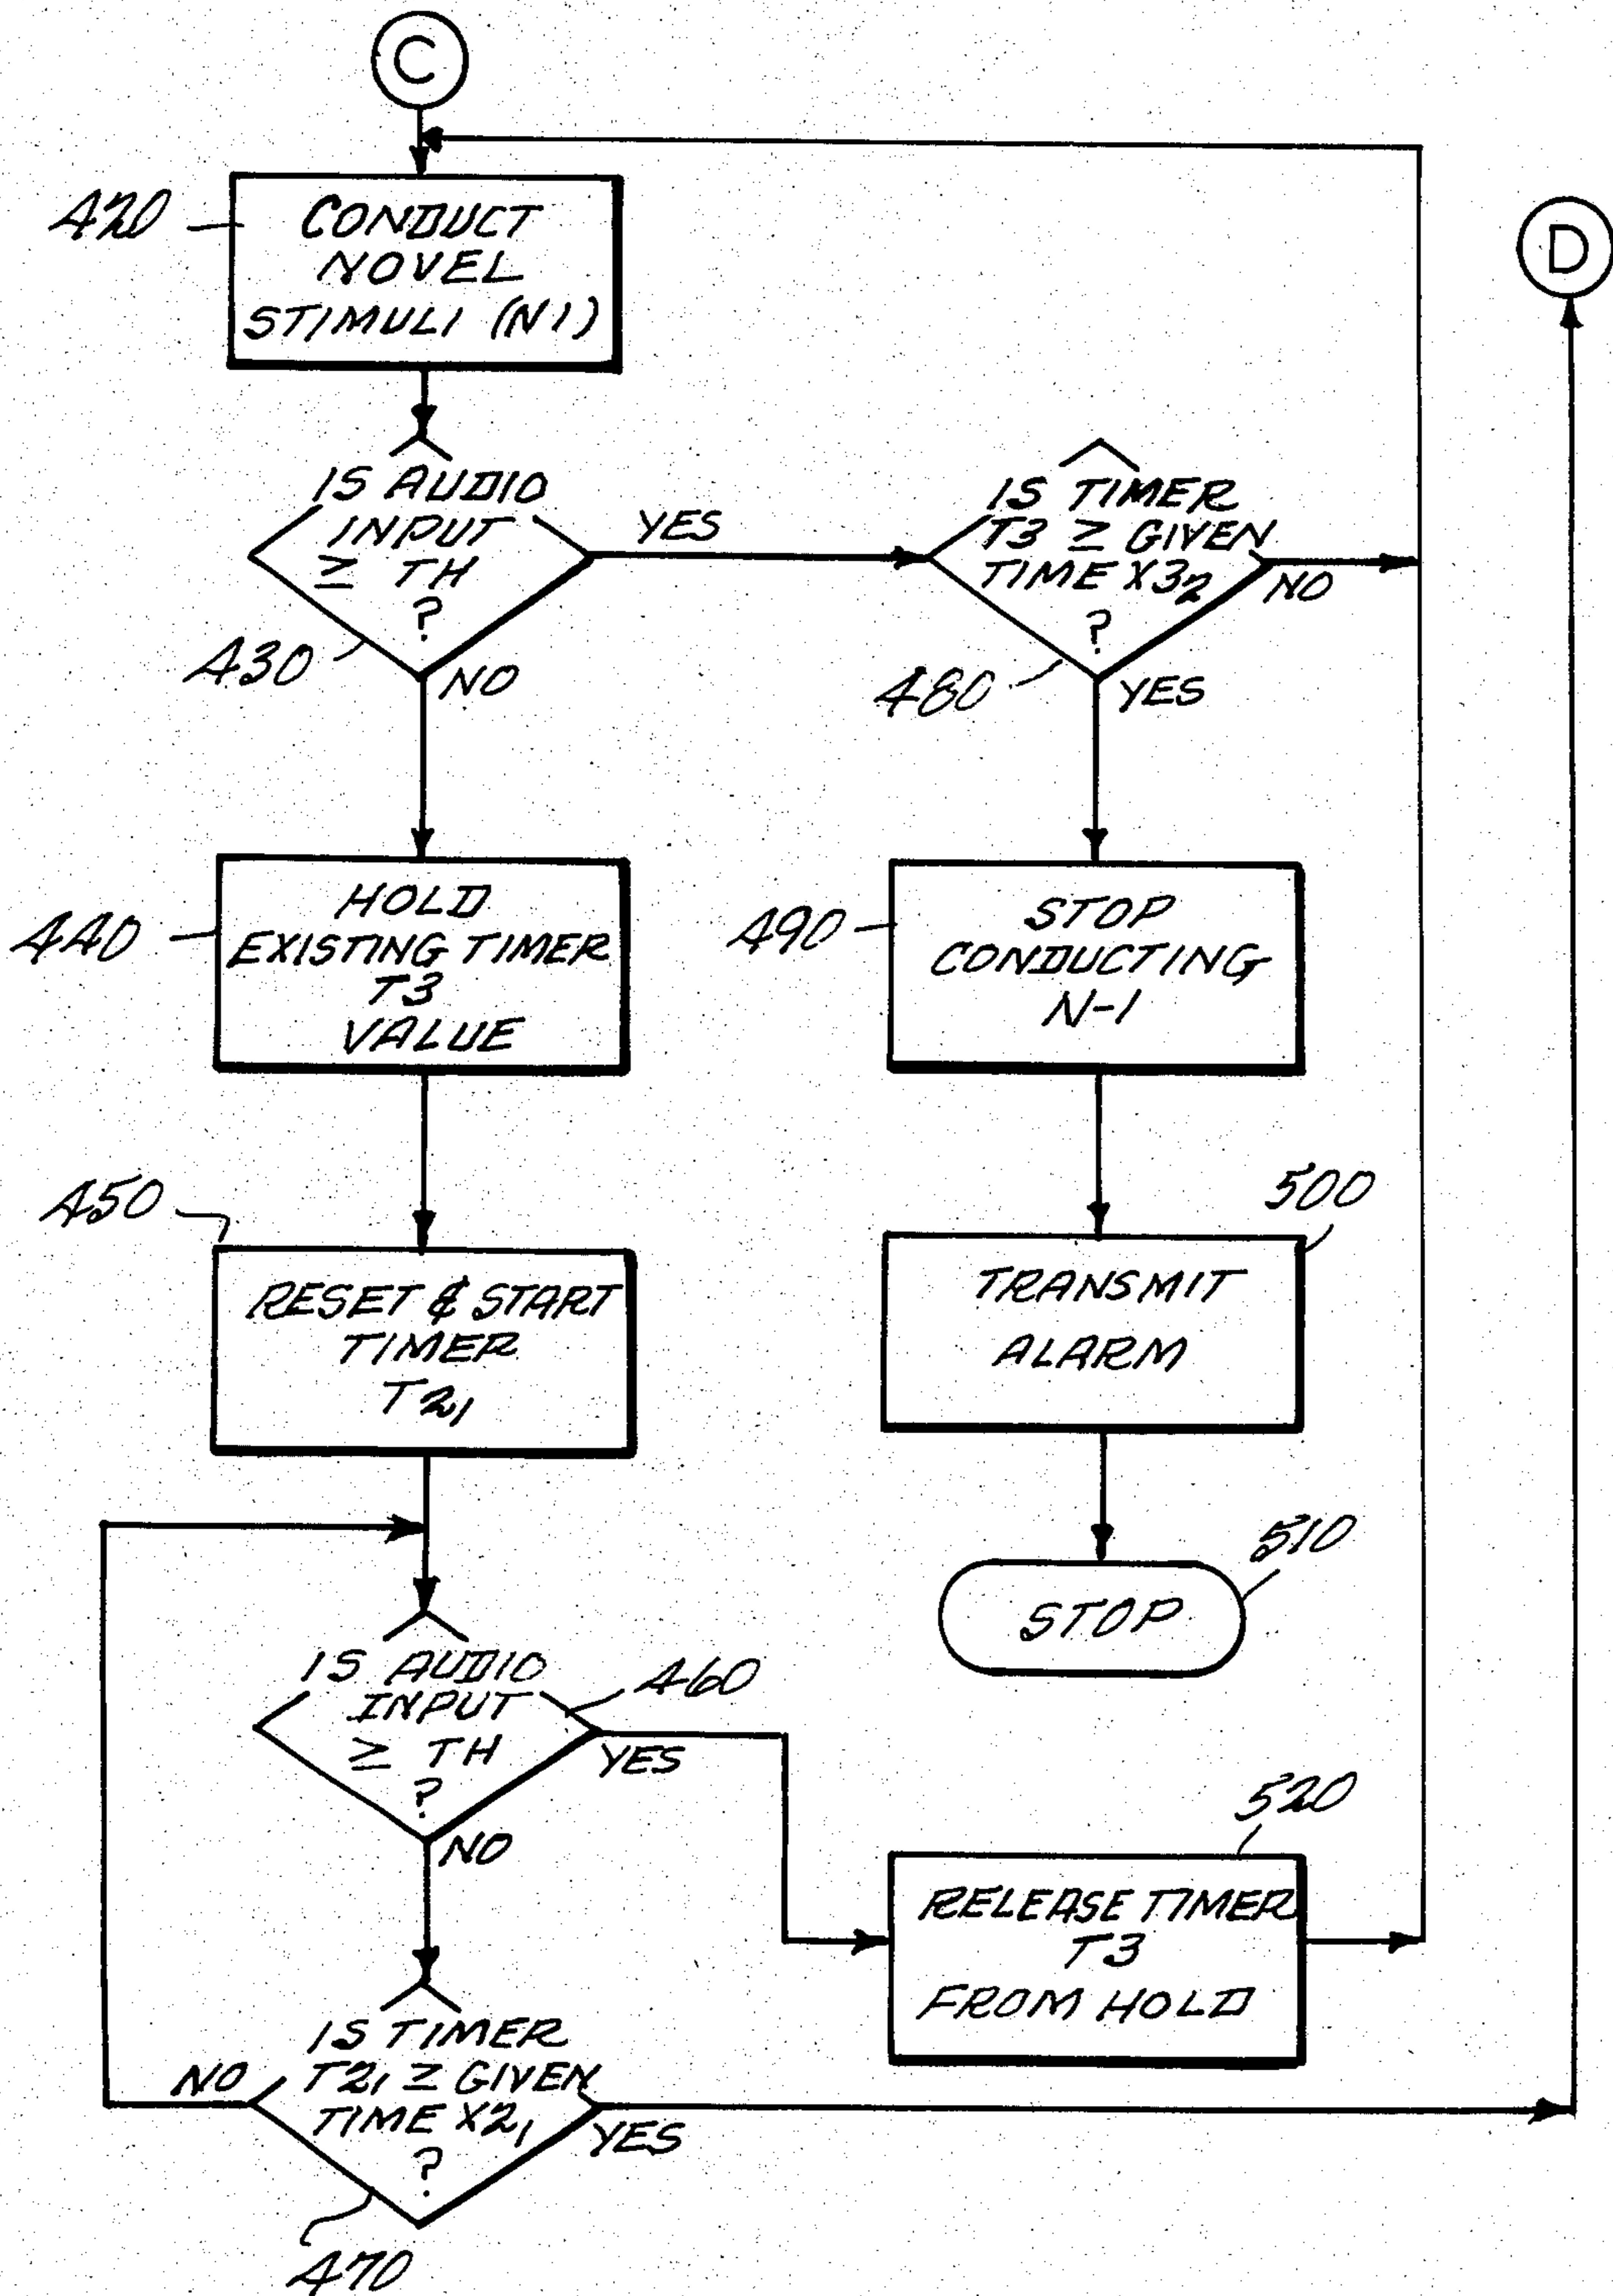 C
420
CONDUCT
NOVEL
STIMULI (N1)
D
IS AUDIO
INPUT
≥ TH
?
430
YES
NO
IS TIMER
T3 ≥ GIVEN
TIME X3₂
?
480
NO
YES
440
HOLD
EXISTING TIMER
T3
VALUE
490
STOP
CONDUCTING
N-1
450
RESET & START
TIMER
T2₁
500
TRANSMIT
ALARM
510
STOP
IS AUDIO
INPUT
≥ TH
?
460
YES
NO
520
RELEASE TIMER
T3
FROM HOLD
IS TIMER
T2₁ ≥ GIVEN
TIME X2₁
?
NO
YES
470